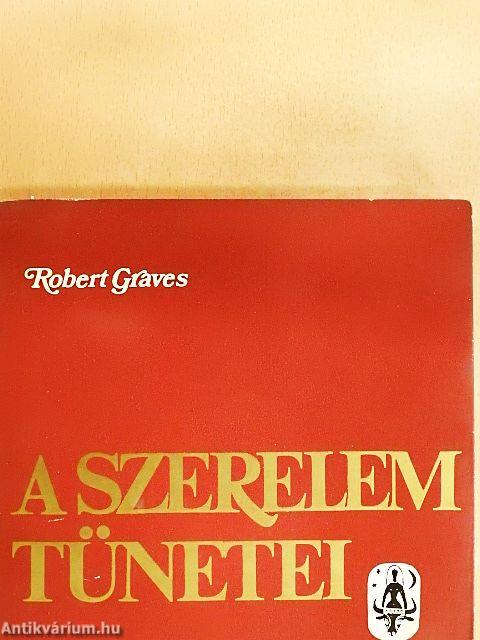 Robert Graves
A SZERELEM
TÜNETEI
Antikvárium.hu